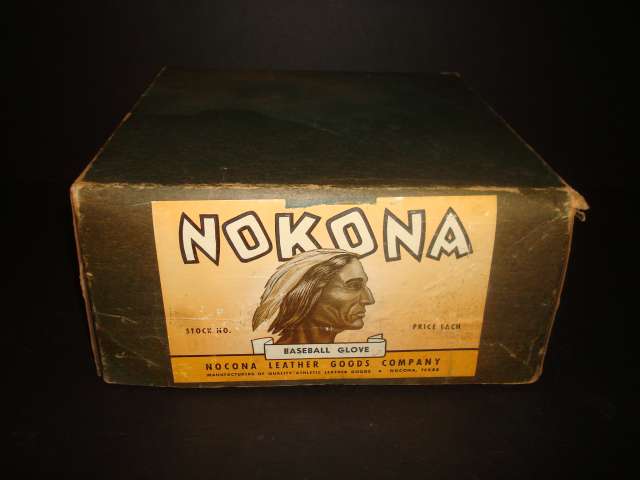 NOKONA
STOCK NO.
PRICE EACH
BASEBALL GLOVE
NOCONA LEATHER GOODS COMPANY
MANUFACTURERS OF QUALITY ATHLETIC LEATHER GOODS • NOCONA, TEXAS